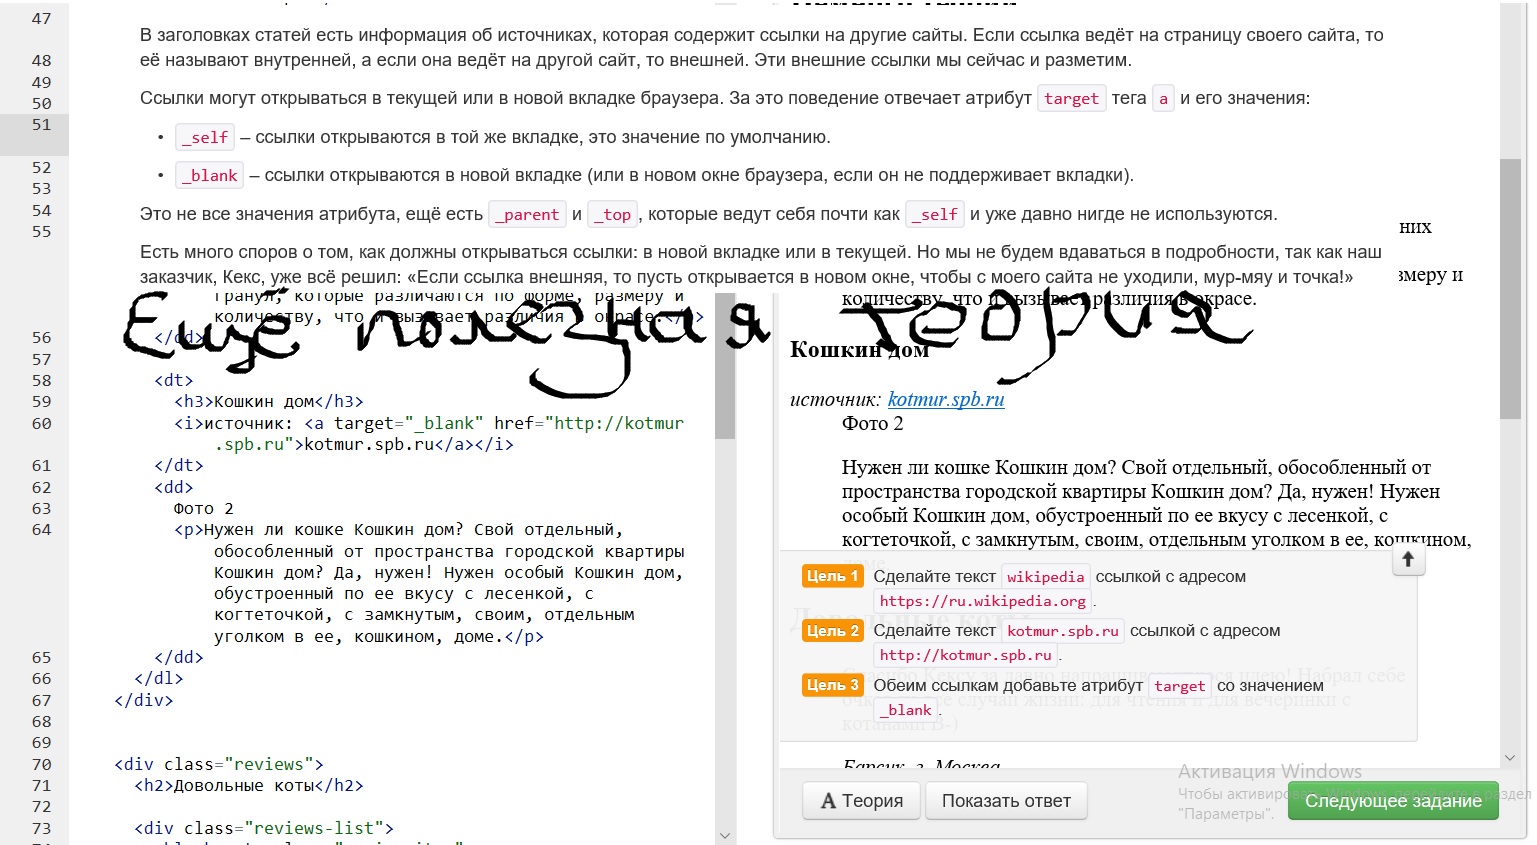 47
В заголовках статей есть информация об источниках, которая содержит ссылки на другие сайты. Если ссылка ведёт на страницу своего сайта, то
48 её называют внутренней, а если она ведёт на другой сайт, то внешней. Эти внешние ссылки мы сейчас и разметим.
49
50 Ссылки могут открываться в текущей или в новой вкладке браузера. За это поведение отвечает атрибут target тега a и его значения:
51
• _self – ссылки открываются в той же вкладке, это значение по умолчанию.
52
53 • _blank – ссылки открываются в новой вкладке (или в новом окне браузера, если он не поддерживает вкладки).
54 Это не все значения атрибута, ещё есть _parent и _top, которые ведут себя почти как _self и уже давно нигде не используются.
55
Есть много споров о том, как должны открываться ссылки: в новой вкладке или в текущей. Но мы не будем вдаваться в подробности, так как наш
заказчик, Кекс, уже всё решил: «Если ссылка внешняя, то пусть открывается в новом окне, чтобы с моего сайта не уходили, мур-мяу и точка!»
гранул, которые различаются по форме, размеру и
количеству, что и вызывает различия в окрасе.</p>
56 </dd>
Ещё полезная теория
57
58 <dt>
59 <h3>Кошкин дом</h3>
60 <i>источник: <a target="_blank" href="http://kotmur
.spb.ru">kotmur.spb.ru</a></i>
61 </dt>
62 <dd>
63 Фото 2
64 <p>Нужен ли кошке Кошкин дом? Свой отдельный,
обособленный от пространства городской квартиры
Кошкин дом? Да, нужен! Нужен особый Кошкин дом,
обустроенный по ее вкусу с лесенкой, с
когтеточкой, с замкнутым, своим, отдельным
уголком в ее, кошкином, доме.</p>
65 </dd>
66 </dl>
67 </div>
68
69
70 <div class="reviews">
71 <h2>Довольные коты</h2>
72
73 <div class="reviews-list">
них
змеру и
количеству, что и вызывает различия в окрасе.
Кошкин дом
источник: kotmur.spb.ru
Фото 2
Нужен ли кошке Кошкин дом? Свой отдельный, обособленный от
пространства городской квартиры Кошкин дом? Да, нужен! Нужен
особый Кошкин дом, обустроенный по ее вкусу с лесенкой, с
когтеточкой, с замкнутым, своим, отдельным уголком в ее, кошкином,
доме.
Довольные коты
Цель 1 Сделайте текст wikipedia ссылкой с адресом
https://ru.wikipedia.org.
Цель 2 Сделайте текст kotmur.spb.ru ссылкой с адресом
http://kotmur.spb.ru.
Цель 3 Обеим ссылкам добавьте атрибут target со значением
_blank.
Барсик, г. Москва
Активация Windows
Чтобы активировать Windows, перейдите в раздел
"Параметры".
Теория
Показать ответ
Следующее задание